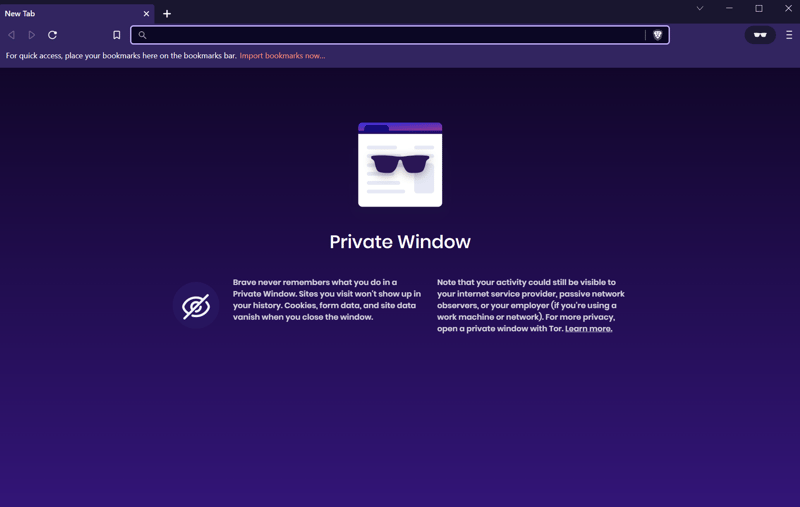 New Tab
For quick access, place your bookmarks here on the bookmarks bar. Import bookmarks now...
Private Window
Brave never remembers what you do in a
Private Window. Sites you visit won't show up in
your history. Cookies, form data, and site data
vanish when you close the window.
Note that your activity could still be visible to
your internet service provider, passive network
observers, or your employer (if you're using a
work machine or network). For more privacy,
open a private window with Tor. Learn more.